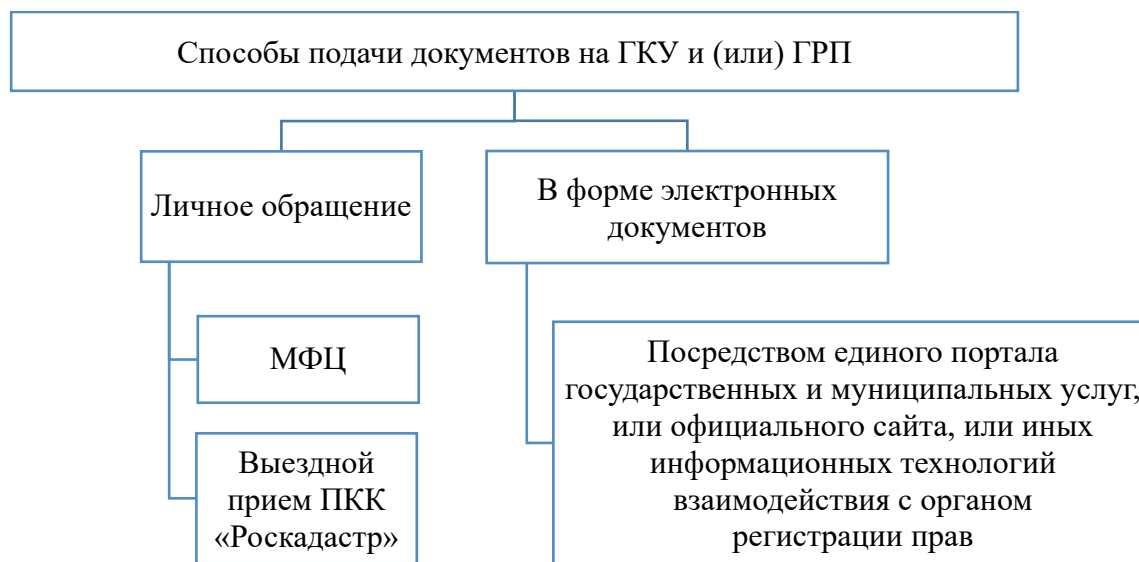 Способы подачи документов на ГКУ и (или) ГРП
Личное обращение
В форме электронных
документов
МФЦ
Выездной
прием ПКК
«Роскадастр»
Посредством единого портала
государственных и муниципальных услуг,
или официального сайта, или иных
информационных технологий
взаимодействия с органом
регистрации прав